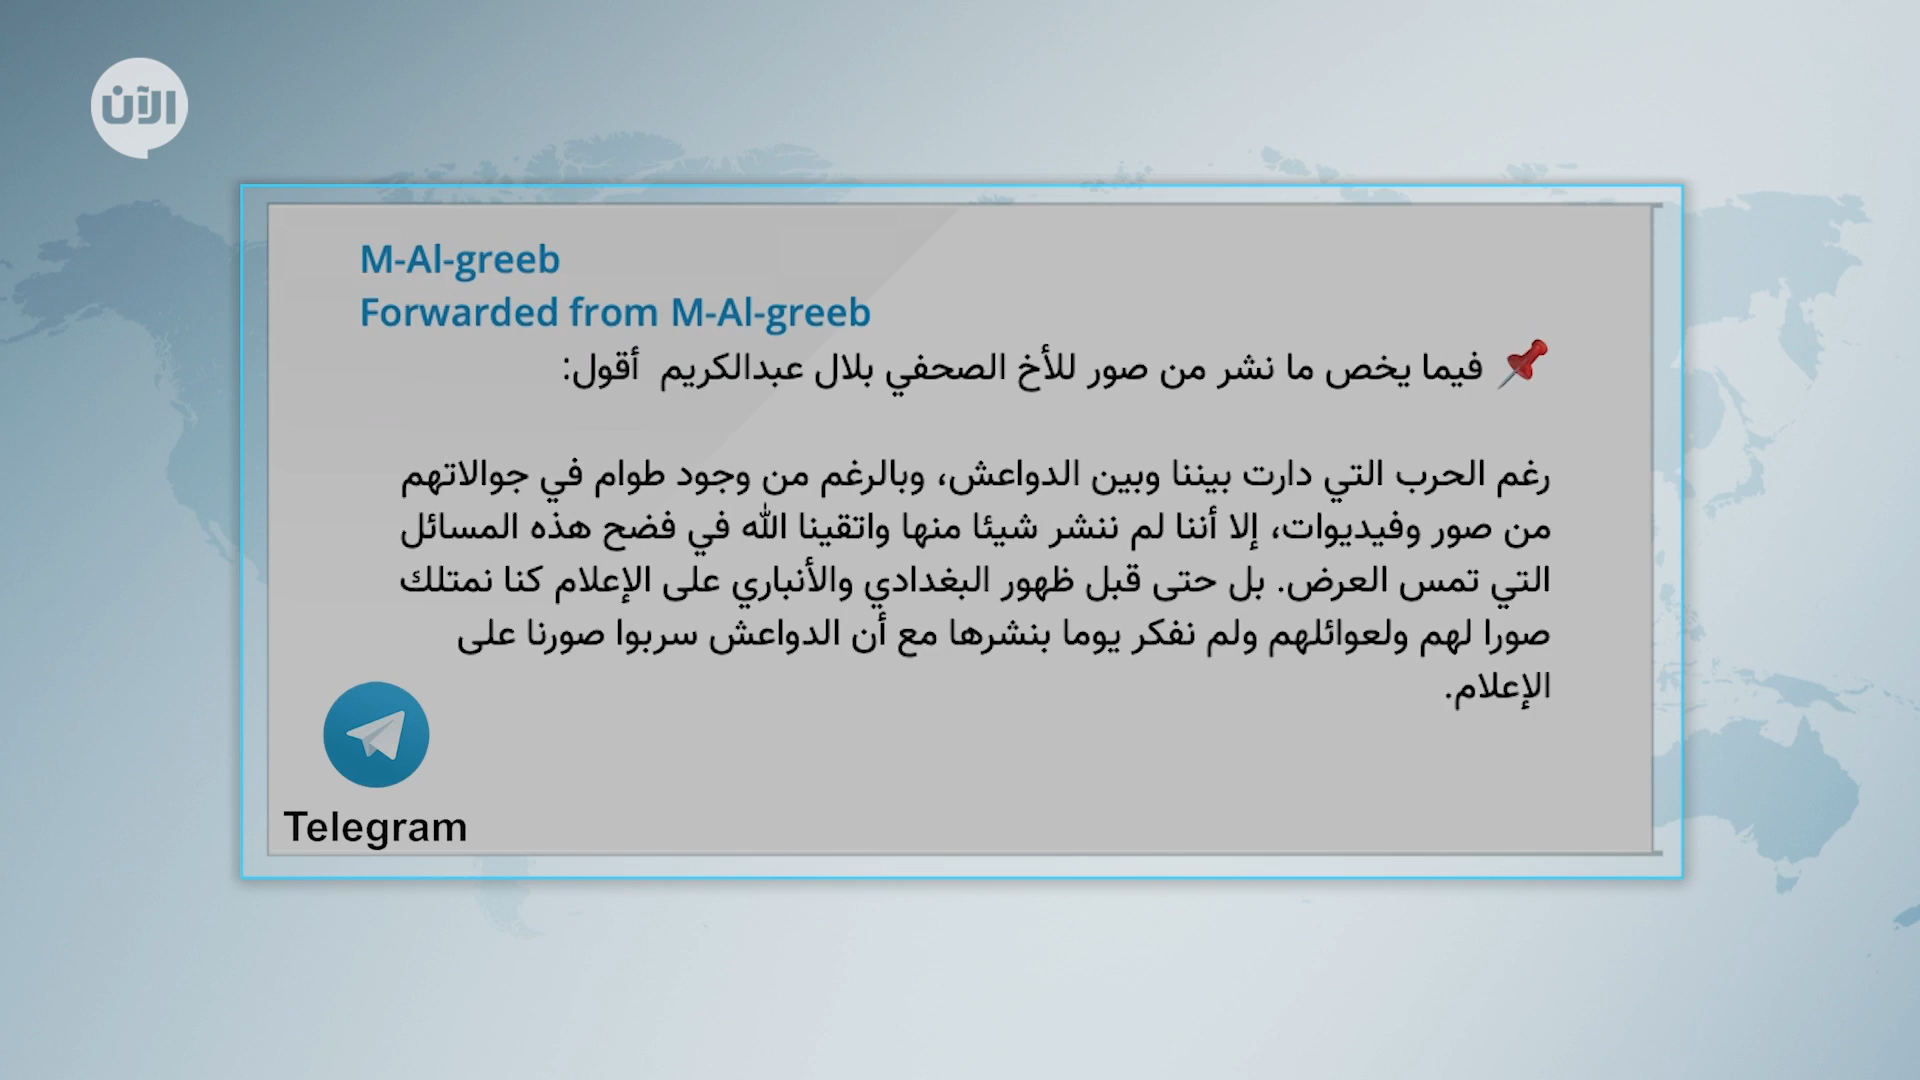 الآن
M-Al-greeb
Forwarded from M-Al-greeb
فيما يخص ما نشر من صور للأخ الصحفي بلال عبدالكريم أقول:
رغم الحرب التي دارت بيننا وبين الدواعش، وبالرغم من وجود طوام في جوالاتهم
من صور وفيديوات، إلا أننا لم ننشر شيئا منها واتقينا الله في فضح هذه المسائل
التي تمس العرض. بل حتى قبل ظهور البغدادي والأنباري على الإعلام كنا نمتلك
صورا لهم ولعوائلهم ولم نفكر يوما بنشرها مع أن الدواعش سربوا صورنا على
الإعلام.
Telegram